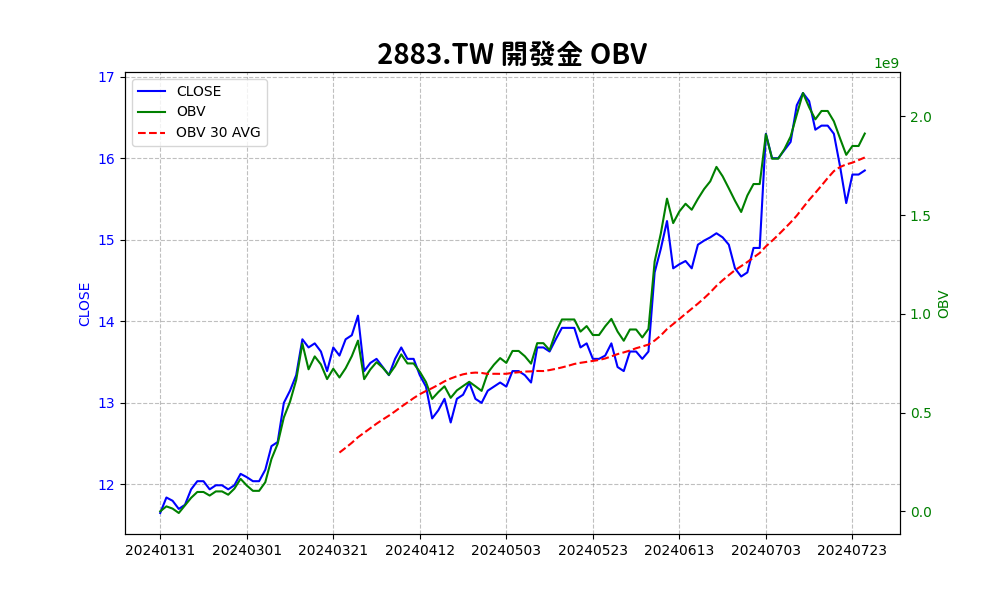 2883.TW 開發金 OBV
1e9
CLOSE
OBV
OBV 30 AVG
17
16
15
14
13
12
CLOSE
2.0
1.5
1.0
0.5
0.0
OBV
20240131 20240301 20240321 20240412 20240503 20240523 20240613 20240703 20240723